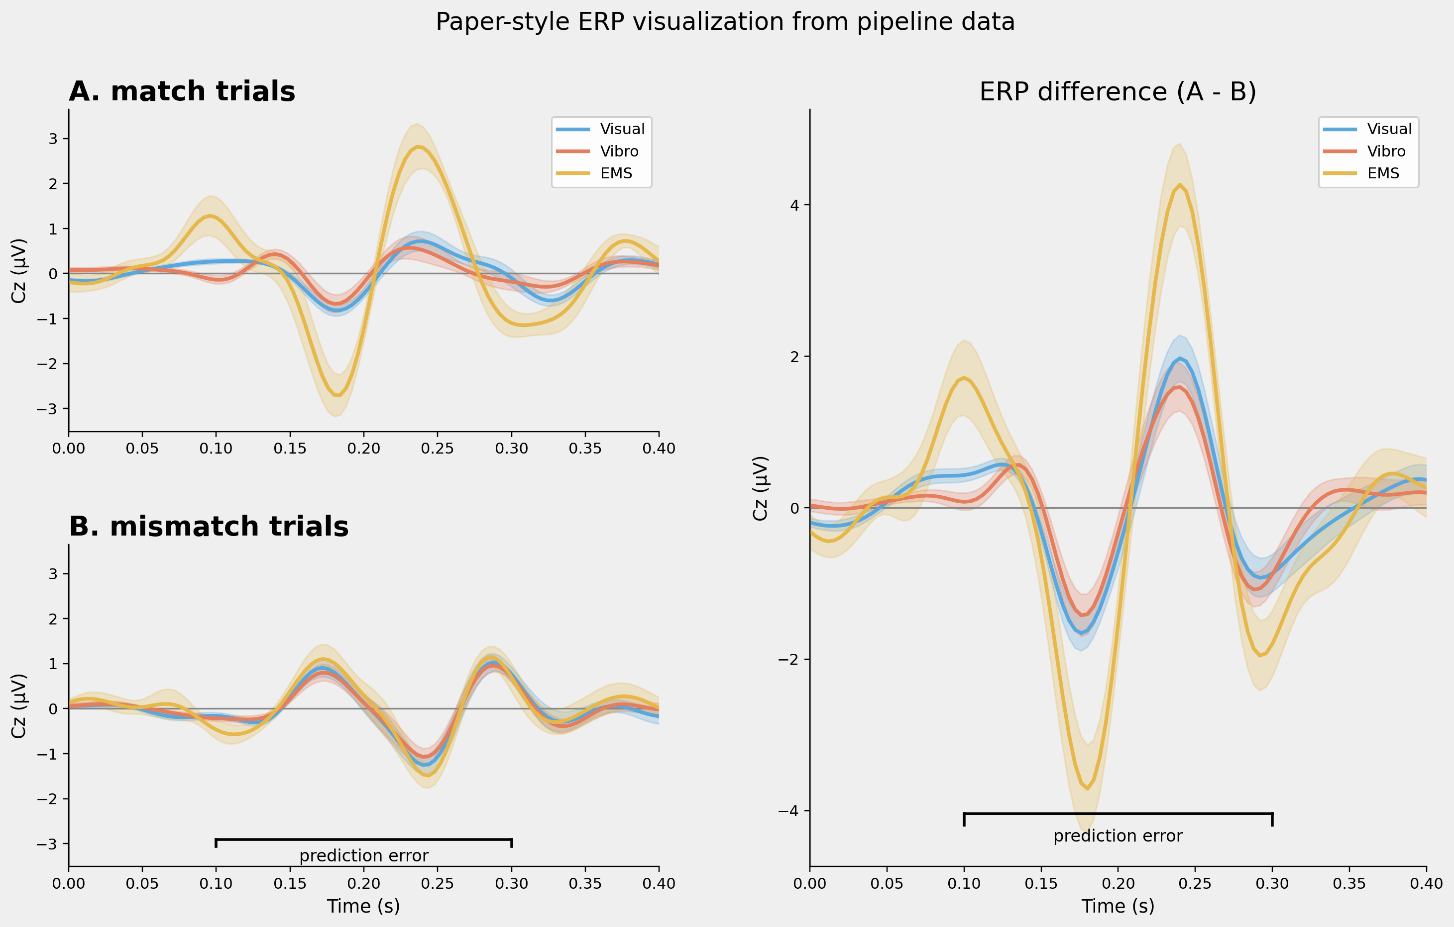 Paper-style ERP visualization from pipeline data
A. match trials
Cz (µV)
3
2
1
0
−1
−2
−3
0.00 0.05 0.10 0.15 0.20 0.25 0.30 0.35 0.40
Visual
Vibro
EMS
B. mismatch trials
Cz (µV)
3
2
1
0
−1
−2
−3
prediction error
0.00 0.05 0.10 0.15 0.20 0.25 0.30 0.35 0.40
Time (s)
ERP difference (A - B)
Visual
Vibro
EMS
Cz (µV)
4
2
0
−2
−4
prediction error
0.00 0.05 0.10 0.15 0.20 0.25 0.30 0.35 0.40
Time (s)